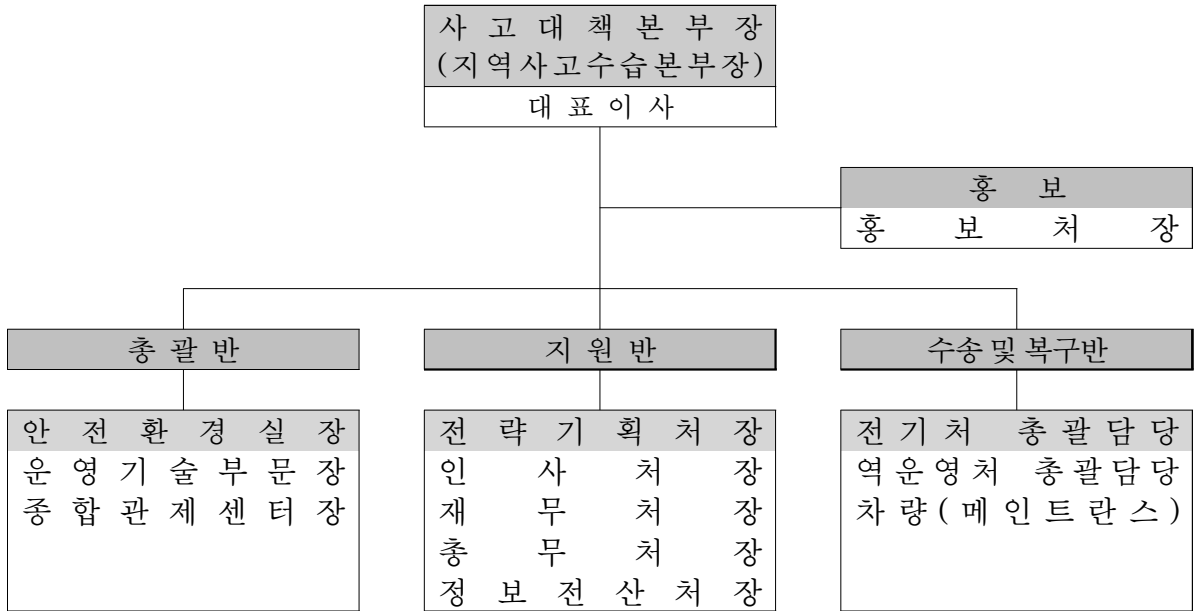 사고대책본부장
(지역사고수습본부장)
대표이사
홍보
홍보처장
총괄반
지원반
수송 및 복구반
안전환경실장
운영기술부문장
종합관제센터장
전략기획처장
인사처장
재무처장
총무처장
정보전산처장
전기처 총괄담당
역운영처 총괄담당
차량(메인트란스)